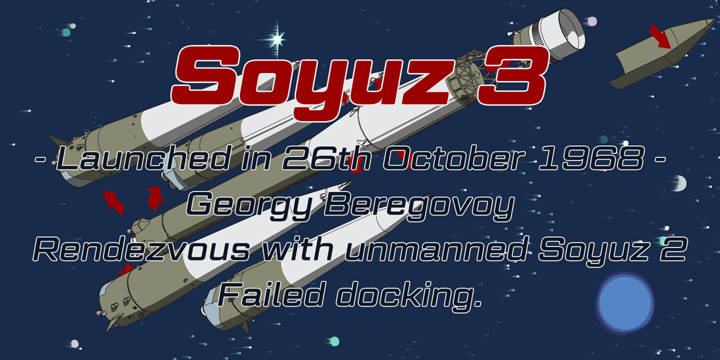 Soyuz 3
- Launched in 26th October 1968 -
Georgy Beregovoy
Rendezvous with unmanned Soyuz 2
Failed docking.